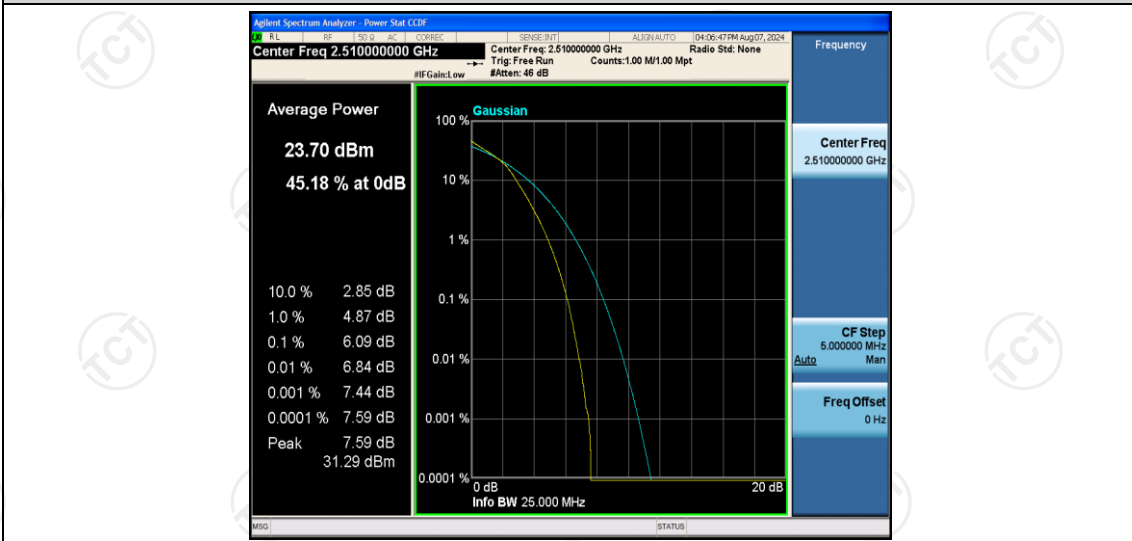 Agilent Spectrum Analyzer - Power Stat CCDF
LXI RL RF 50 Ω AC CORREC SENSE:INT ALIGNAUTO 04:06:47 PM Aug 07, 2024
Center Freq 2.510000000 GHz
Center Freq: 2.510000000 GHz Radio Std: None
Trig: Free Run Counts:1.00 M/1.00 Mpt
#IFGain:Low #Atten: 46 dB
Frequency
Average Power
23.70 dBm
45.18 % at 0dB
10.0 % 2.85 dB
1.0 % 4.87 dB
0.1 % 6.09 dB
0.01 % 6.84 dB
0.001 % 7.44 dB
0.0001 % 7.59 dB
Peak 7.59 dB
31.29 dBm
Gaussian
100 %
10 %
1 %
0.1 %
0.01 %
0.001 %
0.0001 %
0 dB 20 dB
Info BW 25.000 MHz
Center Freq
2.510000000 GHz
CF Step
5.000000 MHz
Auto Man
Freq Offset
0 Hz
MSG STATUS
TCT
TCT
TCT
TCT